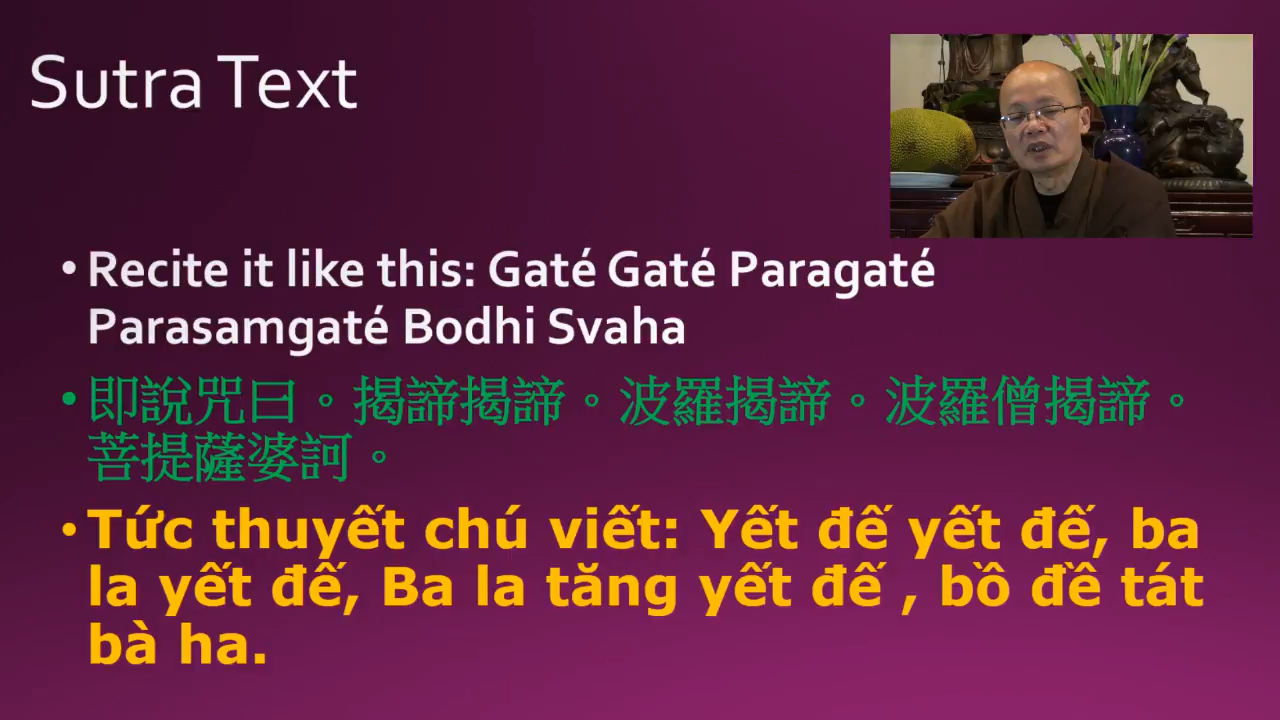 Sutra Text
• Recite it like this: Gaté Gaté Paragaté
Parasamgaté Bodhi Svaha
• 即說咒曰。揭諦揭諦。波羅揭諦。波羅僧揭諦。
菩提薩婆訶。
• Tức thuyết chú viết: Yết đế yết đế, ba
la yết đế, Ba la tăng yết đế , bồ đề tát
bà ha.